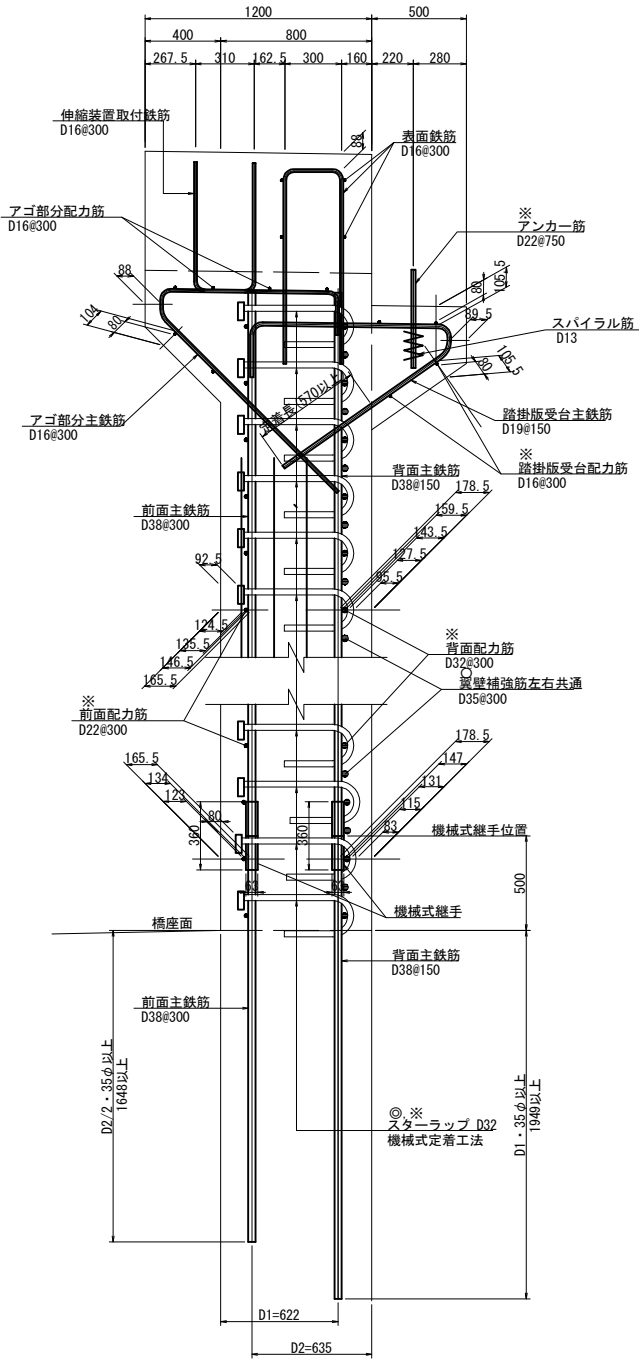 1200
500
400
800
267.5
310
162.5
300
160
220
280
伸縮装置取付鉄筋
D16@300
88
表面鉄筋
D16@300
アゴ部分配力筋
D16@300
※
アンカー筋
D22@750
88
104
80
80
105.5
89.5
スパイラル筋
D13
80
105.5
定着長(570以上)
アゴ部分主鉄筋
D16@300
踏掛版受台主鉄筋
D19@150
※
踏掛版受台配力筋
D16@300
背面主鉄筋
D38@150
前面主鉄筋
D38@300
178.5
159.5
143.5
127.5
95.5
92.5
124.5
135.5
146.5
165.5
※
背面配力筋
D32@300
○
翼壁補強筋左右共通
D35@300
※
前面配力筋
D22@300
165.5
134
123
80
360
360
178.5
147
131
115
83
機械式継手位置
63
63
機械式継手
500
橋座面
背面主鉄筋
D38@150
前面主鉄筋
D38@300
D2/2・35φ以上
1648以上
◎.※
スターラップ D32
機械式定着工法
D1・35φ以上
1949以上
D1=622
D2=635